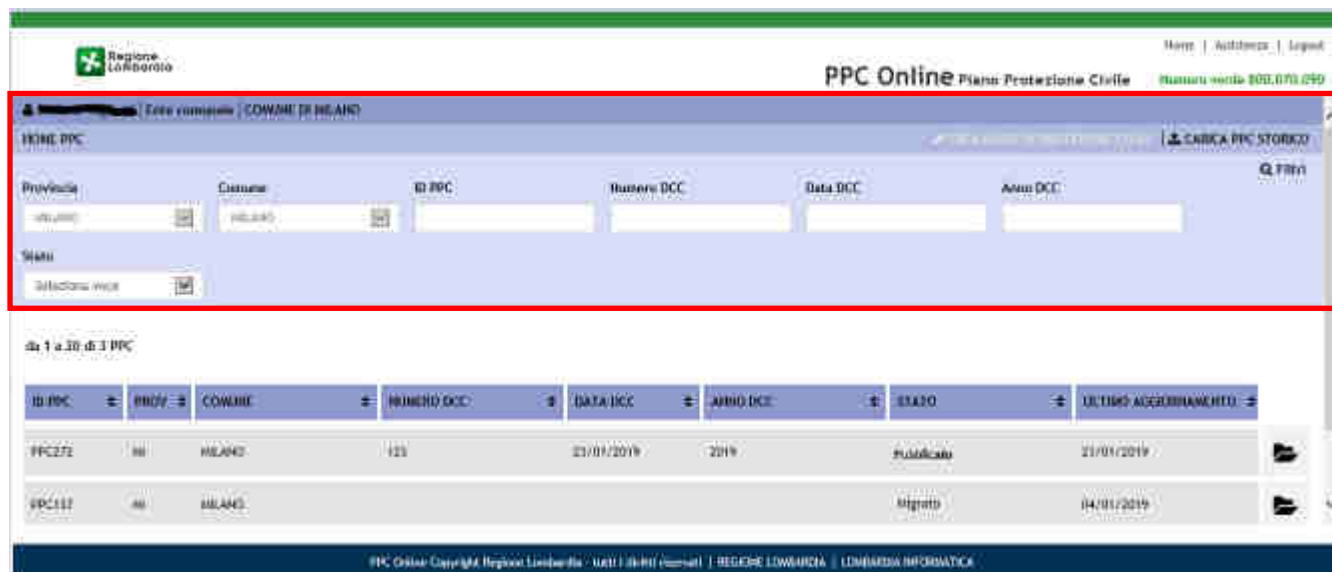 Home | Assistenza | Logout
Regione
Lombardia
PPC Online Piano Protezione Civile
Numero verde 800.070.090
Ente comunale | COMUNE DI MILANO
HOME PPC
CARICA PPC STORICO
Filtri
Provincia Comune ID PPC Numero DCC Data DCC Anno DCC
MILANO MILANO
Stato
Seleziona voce
da 1 a 30 di 3 PPC
ID PPC PROV COMUNE NUMERO DCC DATA DCC ANNO DCC STATO ULTIMO AGGIORNAMENTO
PPC272 MI MILANO 123 23/01/2019 2019 Pubblicato 23/01/2019
PPC137 MI MILANO Migrato 04/01/2019
PPC Online Copyright Regione Lombardia - tutti i diritti riservati | REGIONE LOMBARDIA | LOMBARDIA INFORMATICA